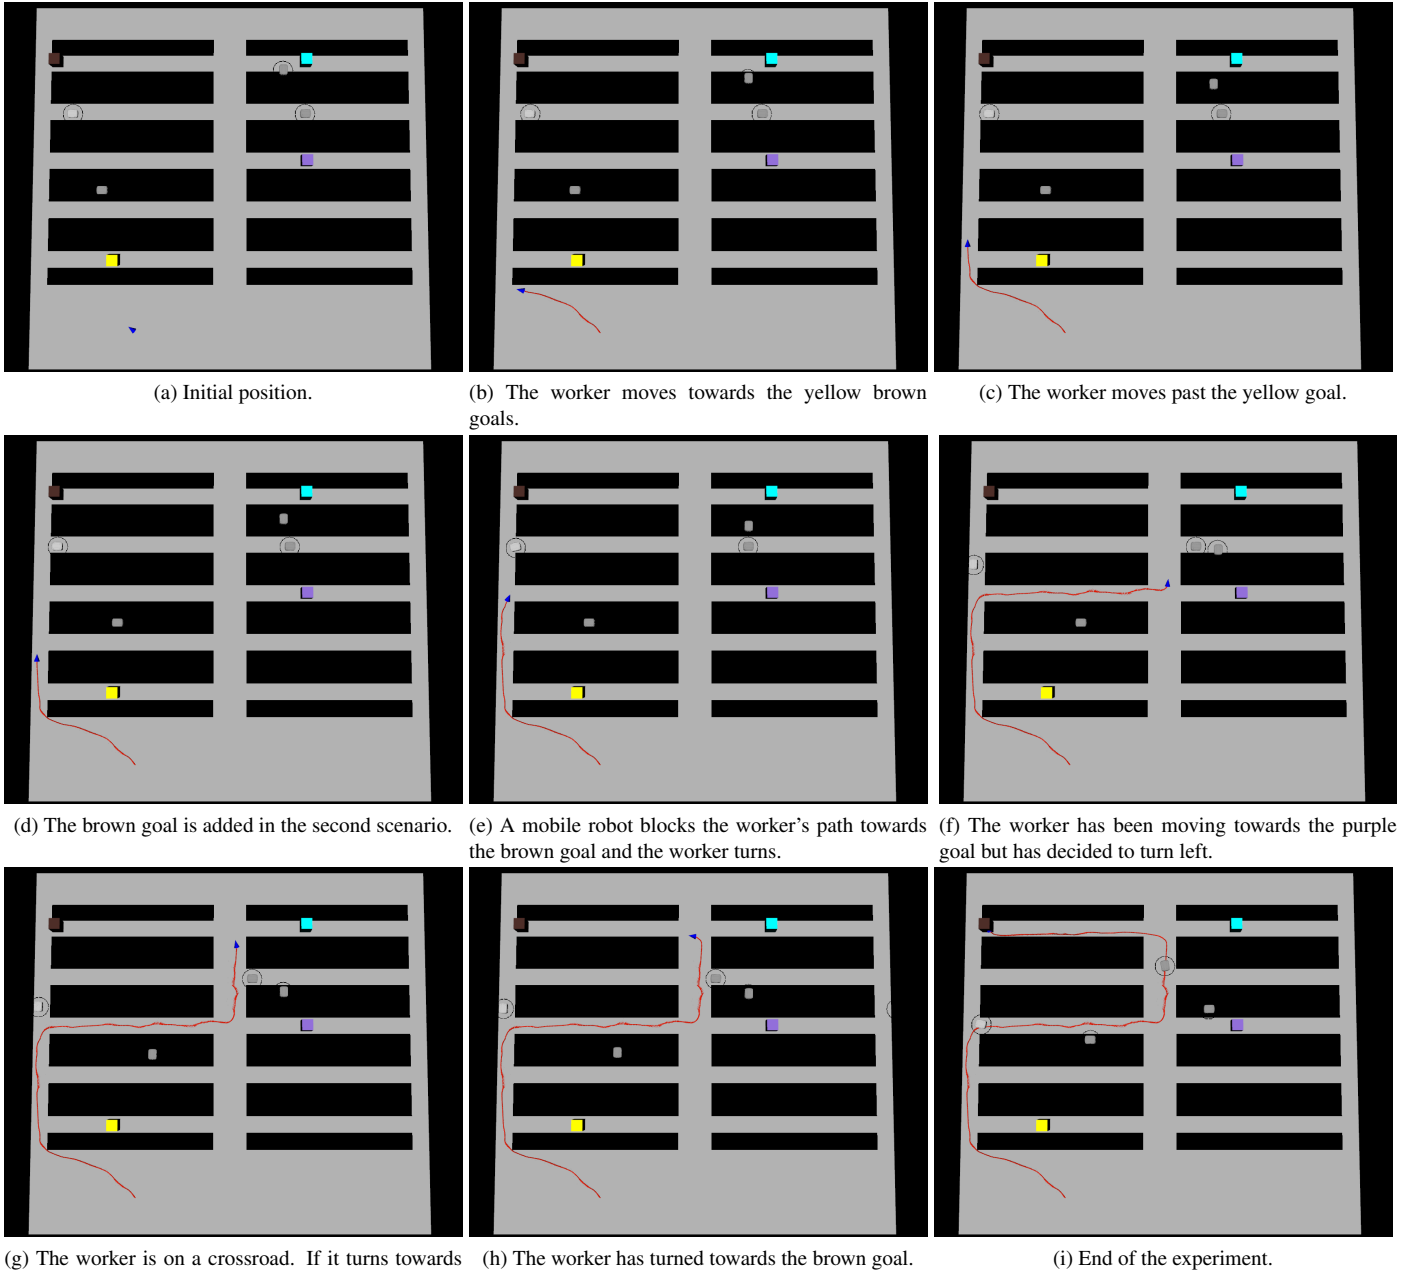 (a) Initial position.
(b) The worker moves towards the yellow brown
goals.
(c) The worker moves past the yellow goal.
(d) The brown goal is added in the second scenario.
(e) A mobile robot blocks the worker's path towards
the brown goal and the worker turns.
(f) The worker has been moving towards the purple
goal but has decided to turn left.
(g) The worker is on a crossroad. If it turns towards
(h) The worker has turned towards the brown goal.
(i) End of the experiment.